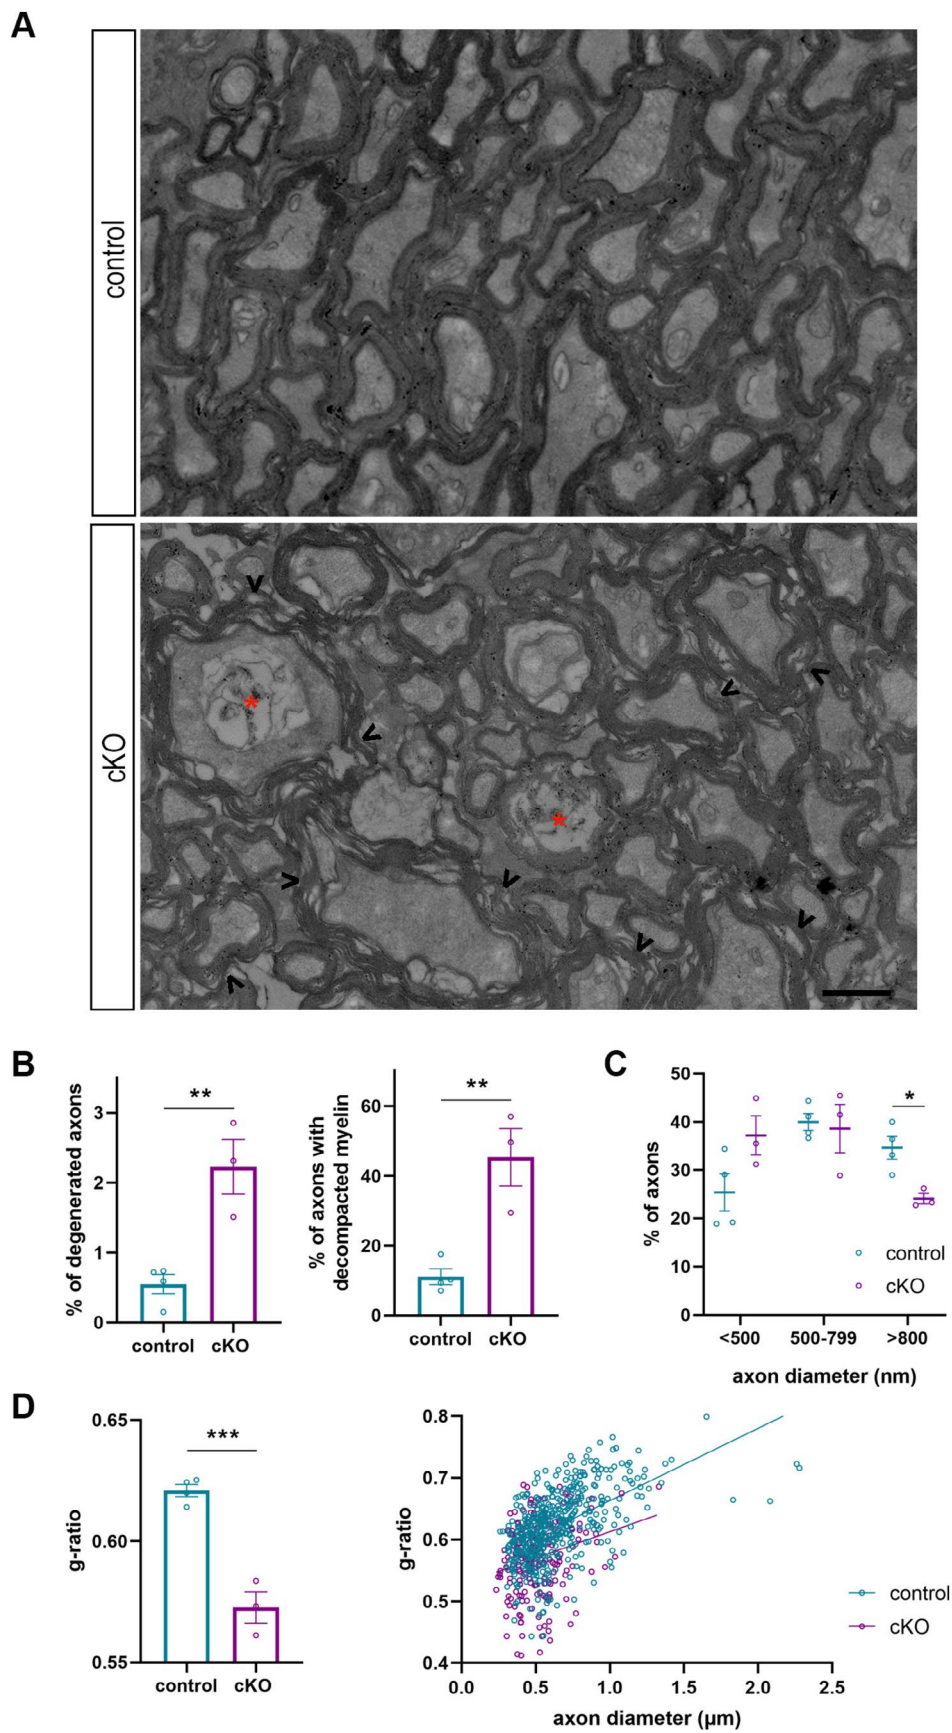 A
control
cKO
*
*
B
% of degenerated axons
3
2
1
0
**
control
cKO
% of axons with
decompacted myelin
60
40
20
0
**
control
cKO
C
% of axons
50
40
30
20
10
0
*
control
cKO
<500
500-799
>800
axon diameter (nm)
D
g-ratio
0.65
0.60
0.55
***
control
cKO
g-ratio
0.8
0.7
0.6
0.5
0.4
0.0
0.5
1.0
1.5
2.0
2.5
axon diameter (µm)
control
cKO